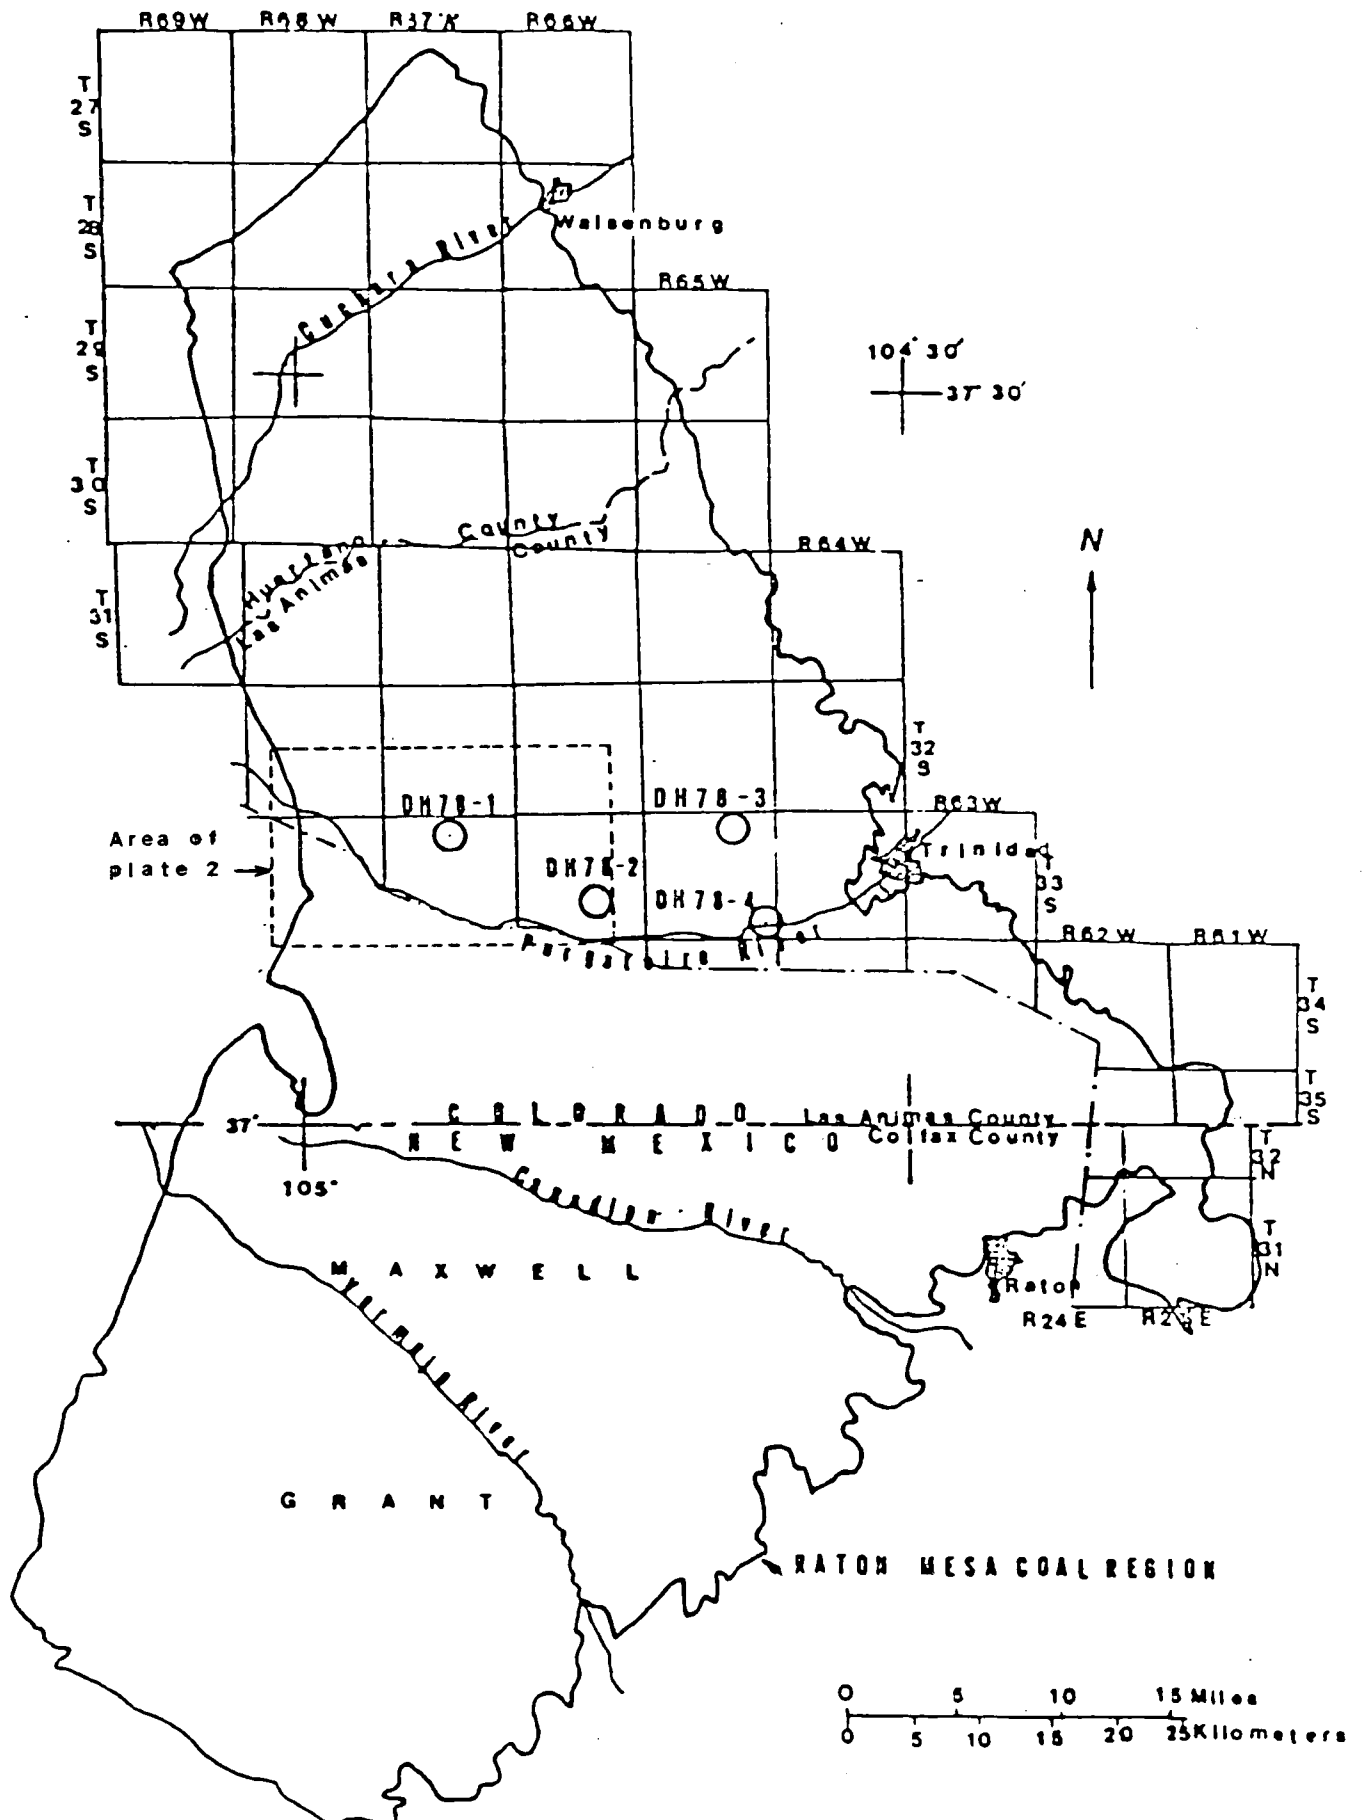 R69W R68W R37'W R66W
T
27
S
T
28
S
Walsenburg
Cuchara River
R65W
T
29
S
104° 30'
37° 30'
T
30
S
Huerfano County
Las Animas County
R64W
N
T
31
S
T
32
S
DH78-1
DH78-3
R63W
Area of
plate 2
Trinidad
DH78-2
DH78-4
T
33
S
Purgatoire River
R62W R61W
T
34
S
T
35
S
37°
COLORADO
Las Animas County
NEW MEXICO
Colfax County
T
32
N
105°
Canadian River
T
31
N
MAXWELL
Raton
R24E
Vermejo River
GRANT
RATON MESA COAL REGION
0 5 10 15 Miles
0 5 10 15 20 25 Kilometers